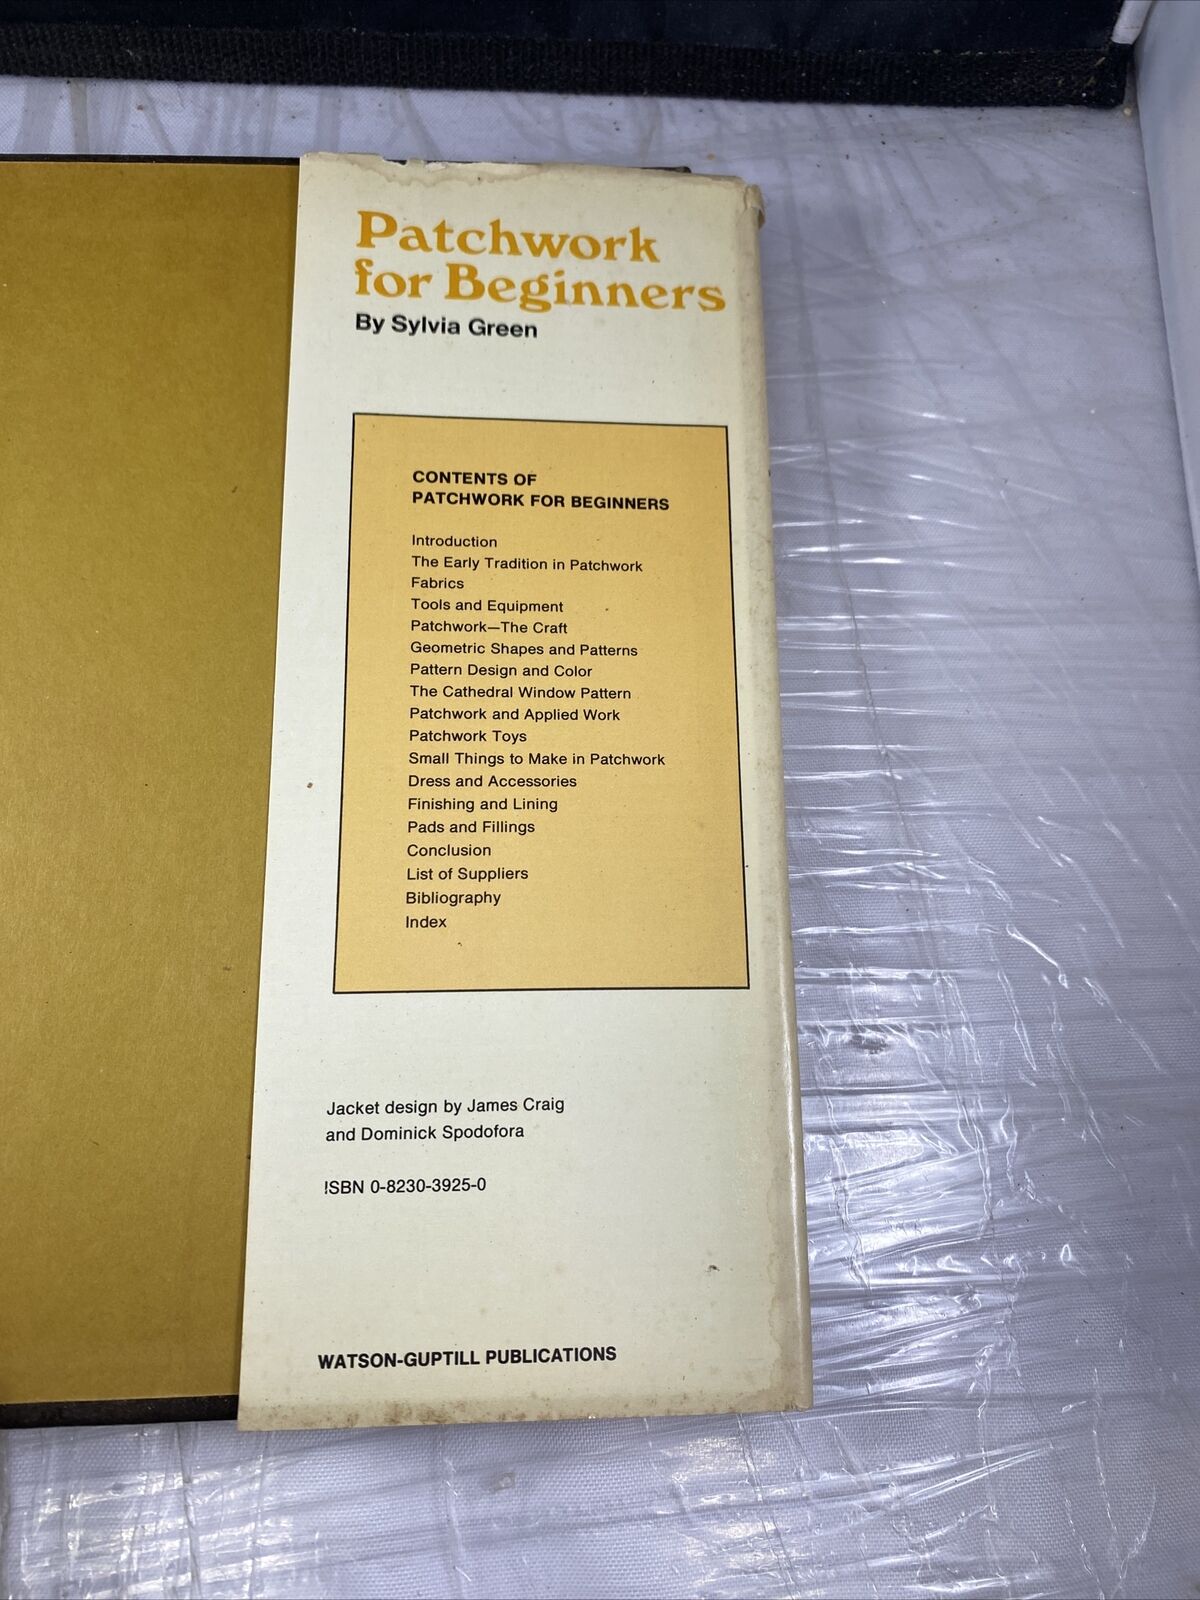 Patchwork
for Beginners
By Sylvia Green
CONTENTS OF
PATCHWORK FOR BEGINNERS
Introduction
The Early Tradition in Patchwork
Fabrics
Tools and Equipment
Patchwork—The Craft
Geometric Shapes and Patterns
Pattern Design and Color
The Cathedral Window Pattern
Patchwork and Applied Work
Patchwork Toys
Small Things to Make in Patchwork
Dress and Accessories
Finishing and Lining
Pads and Fillings
Conclusion
List of Suppliers
Bibliography
Index
Jacket design by James Craig
and Dominick Spodofora
ISBN 0-8230-3925-0
WATSON-GUPTILL PUBLICATIONS